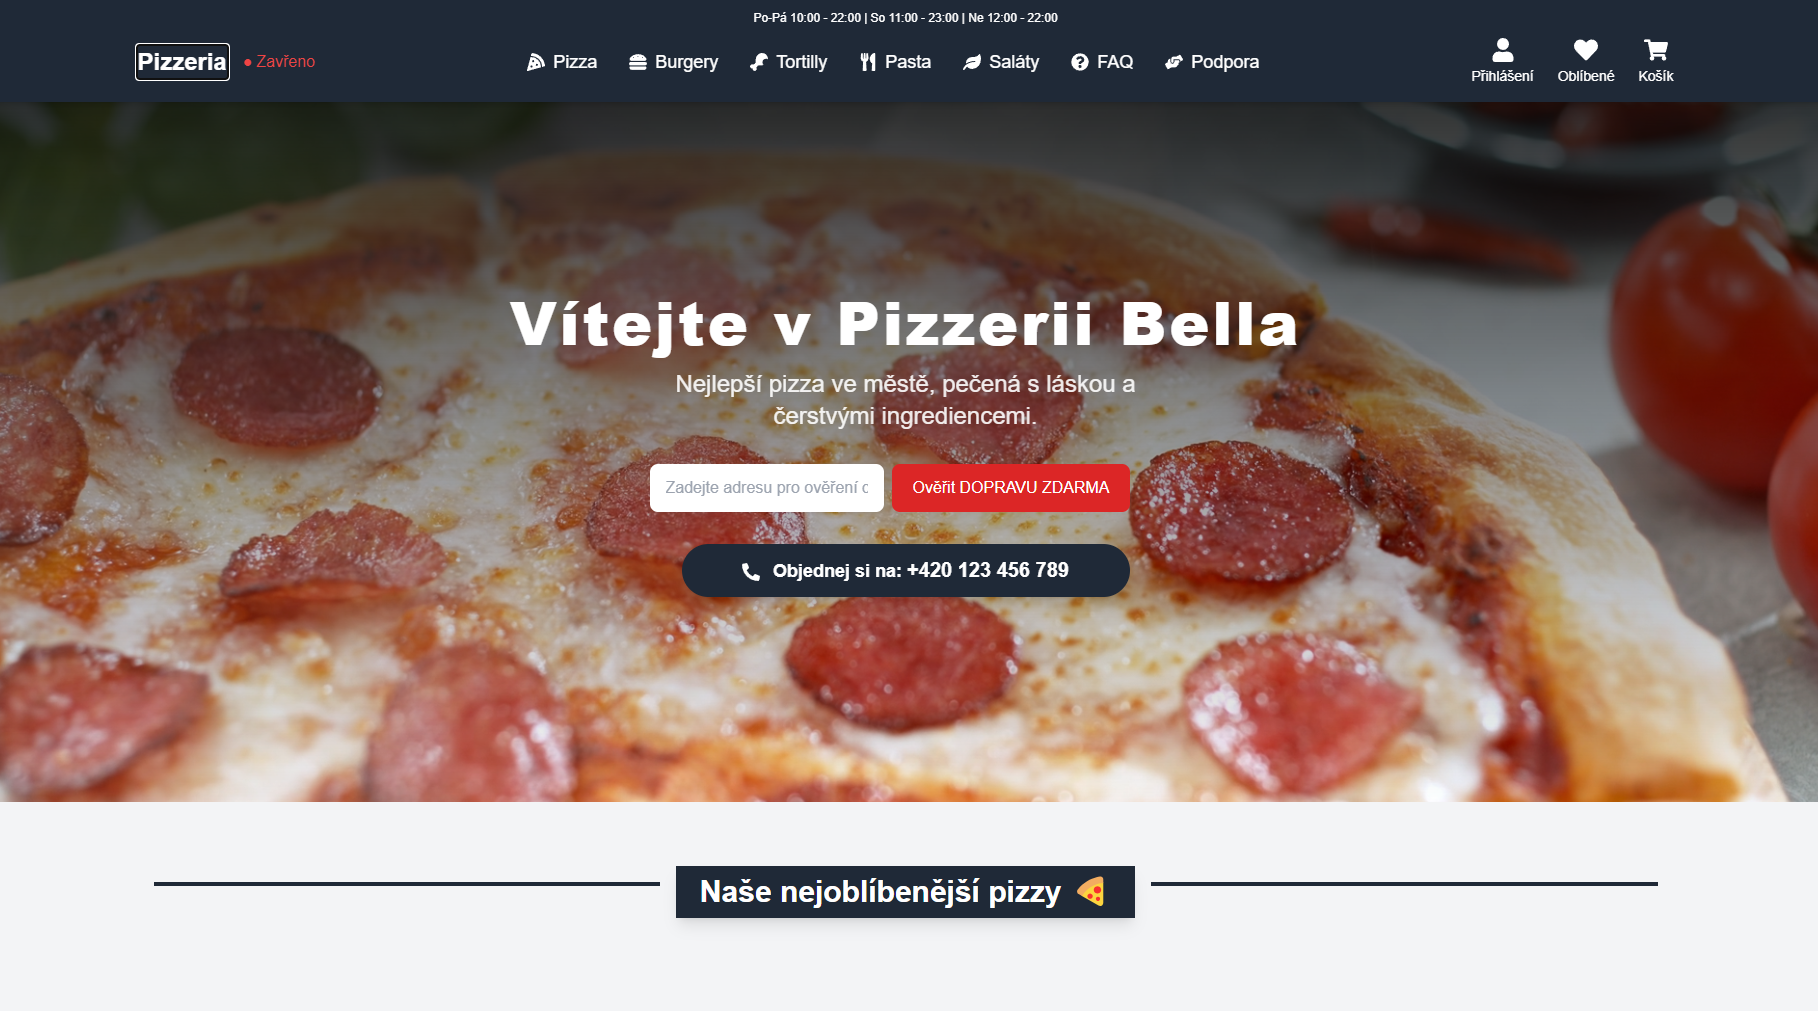 Po-Pá 10:00 - 22:00 | So 11:00 - 23:00 | Ne 12:00 - 22:00
Pizzeria
● Zavřeno
Pizza
Burgery
Tortilly
Pasta
Saláty
FAQ
Podpora
Přihlášení
Oblíbené
Košík
Vítejte v Pizzerii Bella
Nejlepší pizza ve městě, pečená s láskou a
čerstvými ingrediencemi.
Zadejte adresu pro ověření
Ověřit DOPRAVU ZDARMA
Objednej si na: +420 123 456 789
Naše nejoblíbenější pizzy 🍕